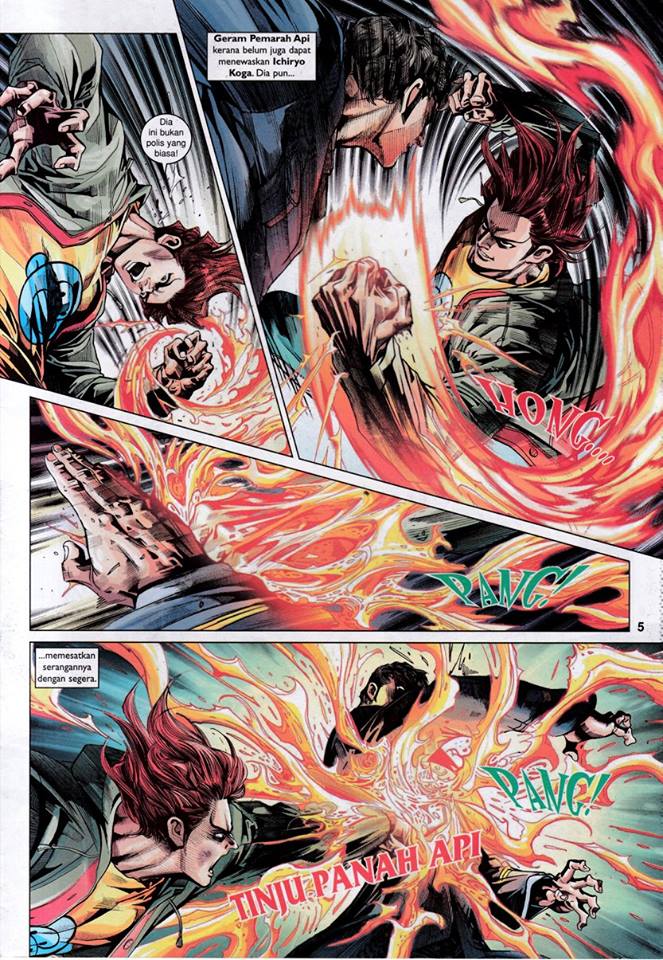 Dia
ini bukan
polis yang
biasa!
Geram Pemarah Api
kerana belum juga dapat
menewaskan Ichiryo
Koga. Dia pun...
HONG....
PANG!
5
...memesatkan
serangannya
dengan segera.
PANG!
TINJU PANAH API